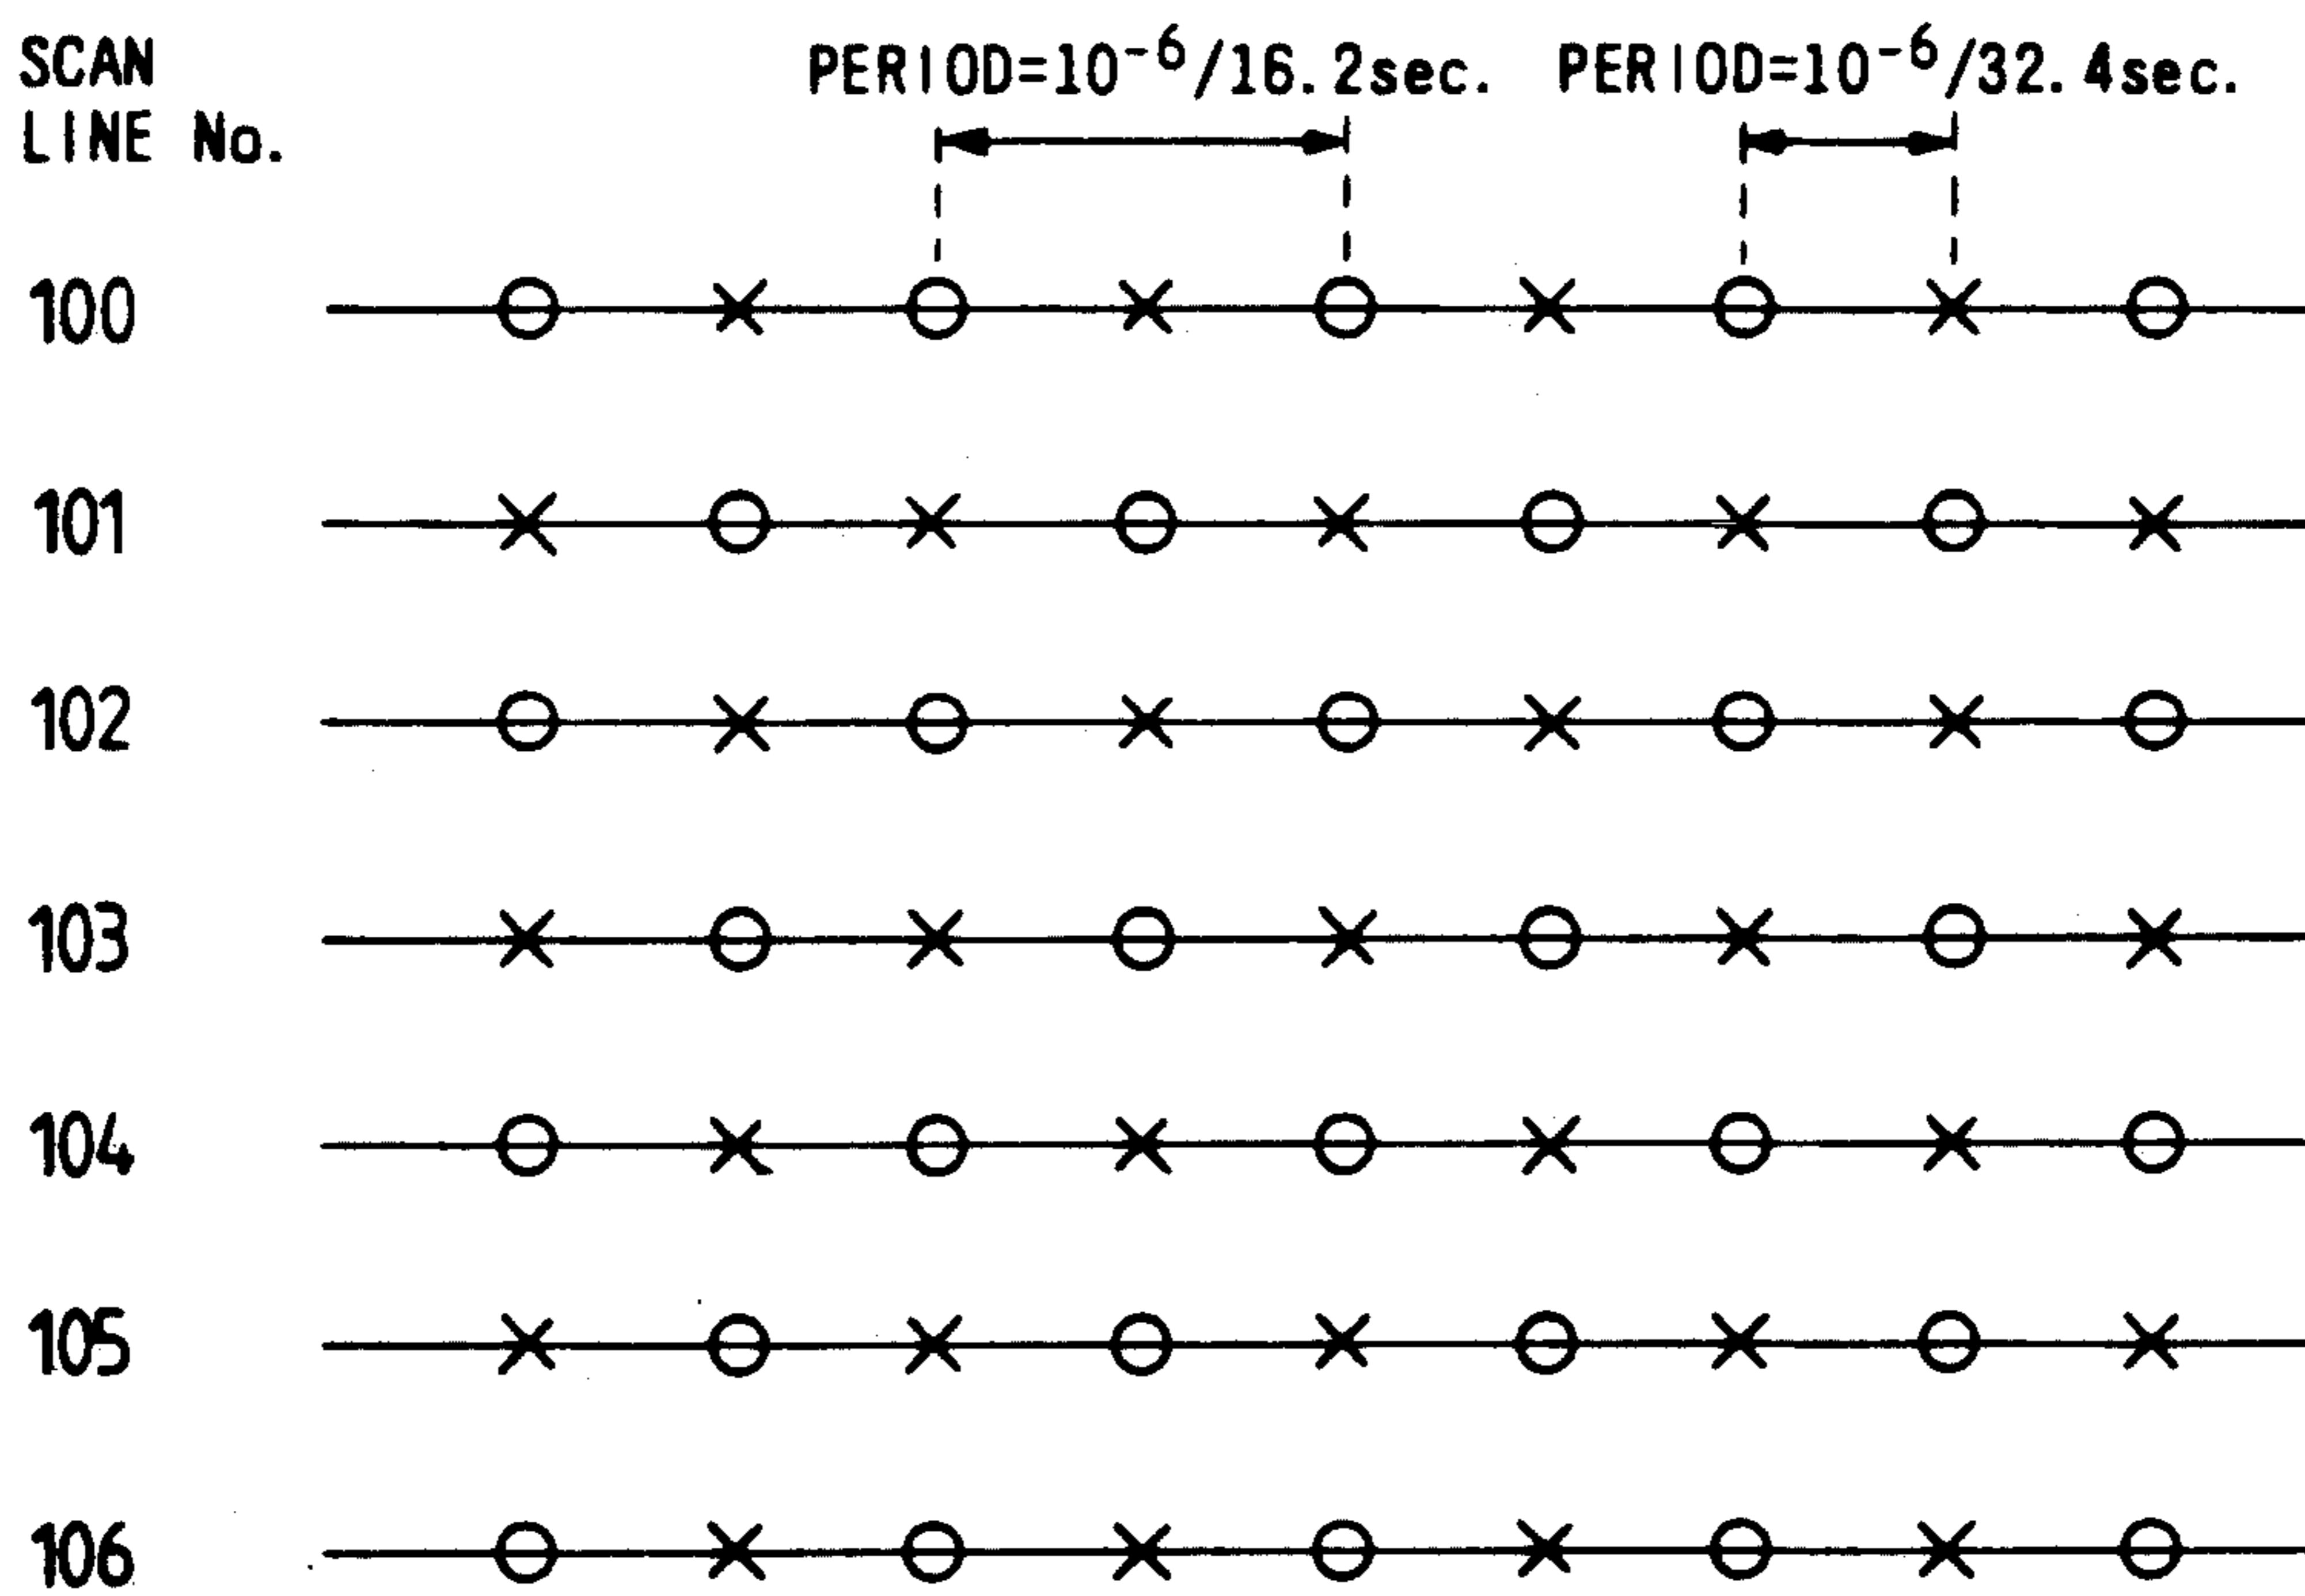 SCAN
LINE No.
PERIOD=10⁻⁶/16.2sec. PERIOD=10⁻⁶/32.4sec.
100
101
102
103
104
105
106